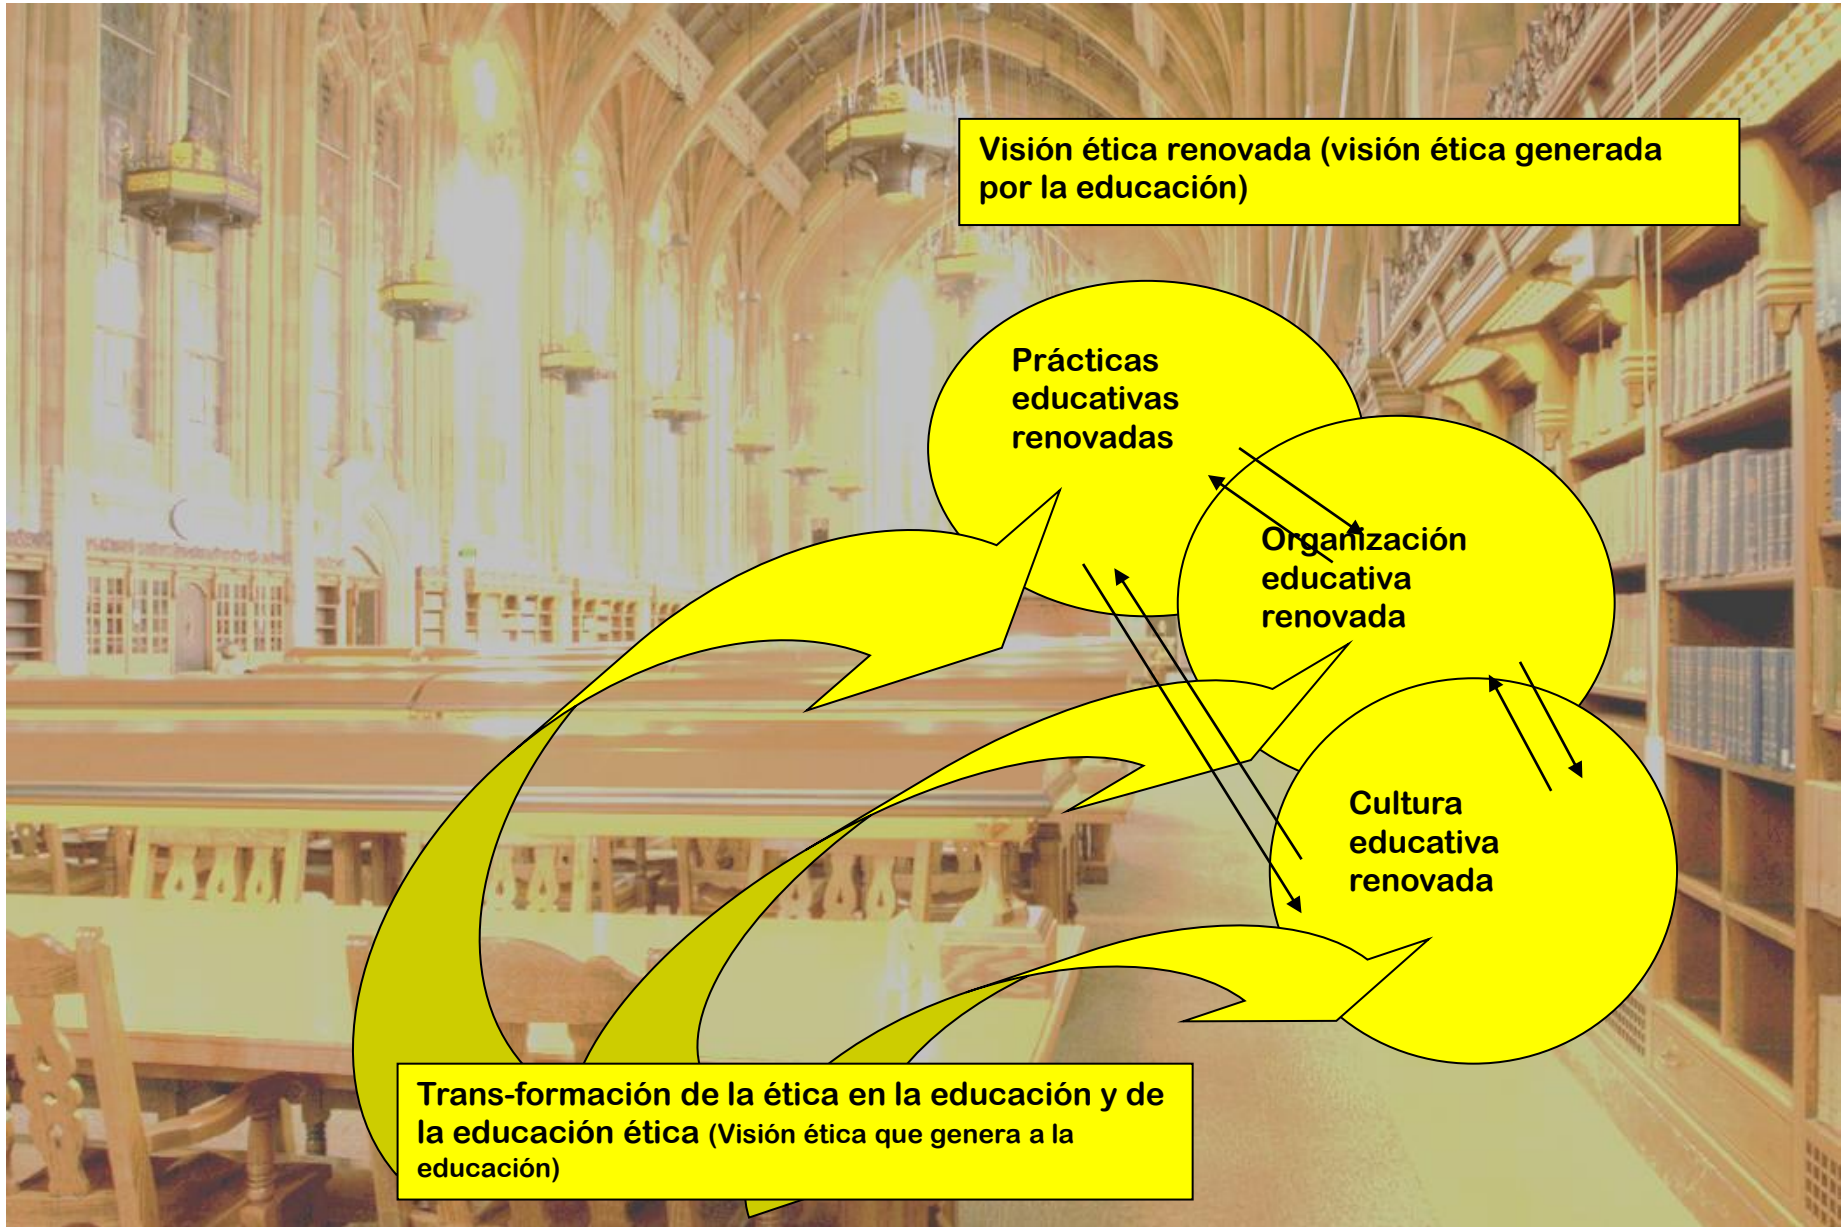 Visión ética renovada (visión ética generada
por la educación)
Prácticas
educativas
renovadas
Organización
educativa
renovada
Cultura
educativa
renovada
Trans-formación de la ética en la educación y de
la educación ética (Visión ética que genera a la
educación)